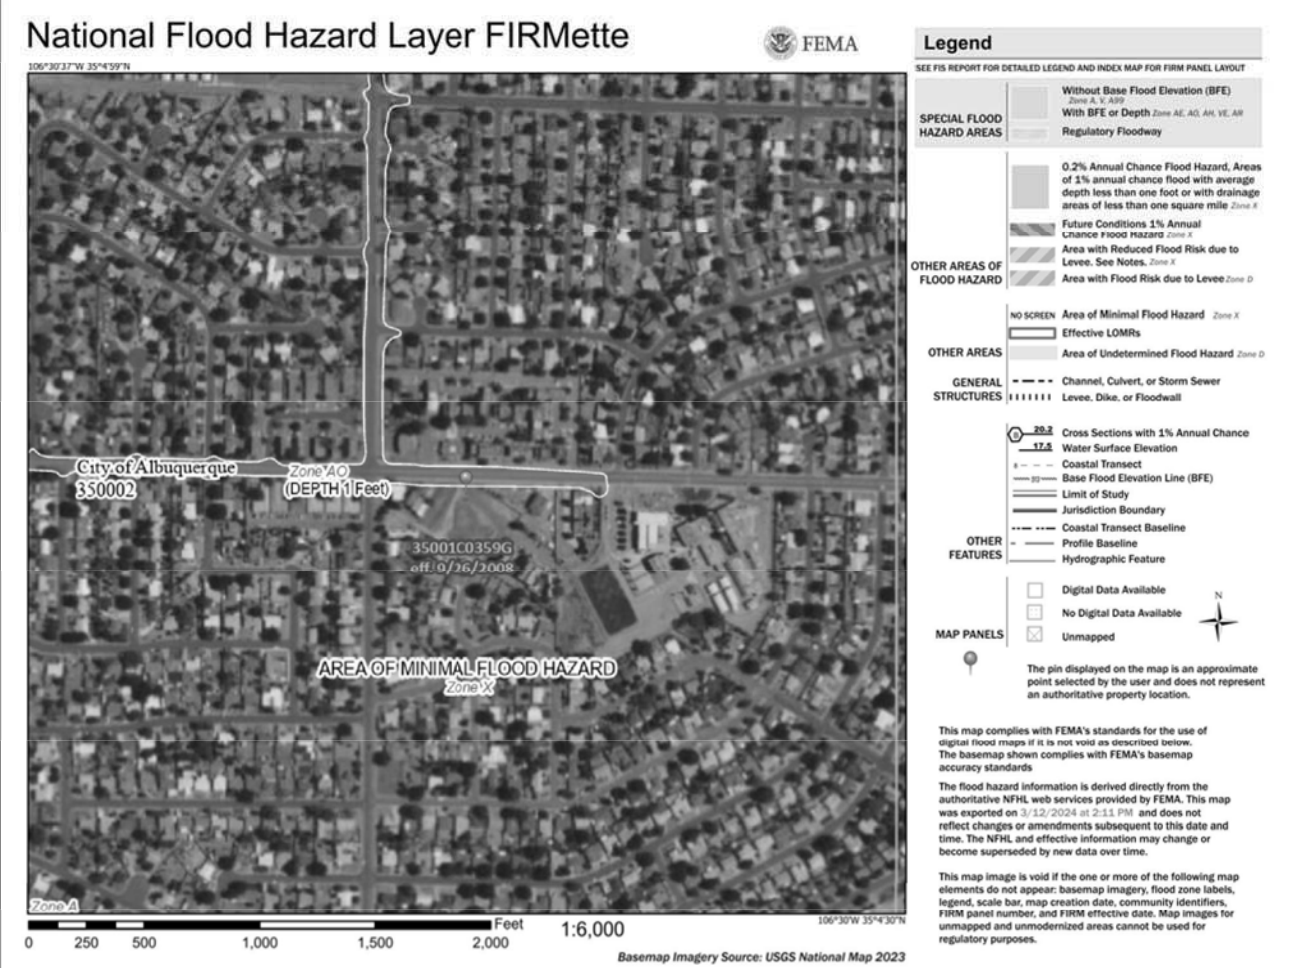 National Flood Hazard Layer FIRMette
FEMA
106°30'37"W 35°4'59"N
City of Albuquerque
350002
Zone AO
(DEPTH 1 Feet)
35001C0359G
eff. 9/26/2008
AREA OF MINIMAL FLOOD HAZARD
Zone X
Zone A
106°30'W 35°4'30"N
0 250 500 1,000 1,500 2,000
Feet
1:6,000
Basemap Imagery Source: USGS National Map 2023
Legend
SEE FIS REPORT FOR DETAILED LEGEND AND INDEX MAP FOR FIRM PANEL LAYOUT
SPECIAL FLOOD
HAZARD AREAS
Without Base Flood Elevation (BFE)
Zone A, V, A99
With BFE or Depth Zone AE, AO, AH, VE, AR
Regulatory Floodway
OTHER AREAS OF
FLOOD HAZARD
0.2% Annual Chance Flood Hazard, Areas
of 1% annual chance flood with average
depth less than one foot or with drainage
areas of less than one square mile Zone X
Future Conditions 1% Annual
Chance Flood Hazard Zone X
Area with Reduced Flood Risk due to
Levee. See Notes. Zone X
Area with Flood Risk due to Levee Zone D
OTHER AREAS
NO SCREEN Area of Minimal Flood Hazard Zone X
Effective LOMRs
Area of Undetermined Flood Hazard Zone D
GENERAL
STRUCTURES
Channel, Culvert, or Storm Sewer
Levee, Dike, or Floodwall
OTHER
FEATURES
20.2 Cross Sections with 1% Annual Chance
17.5 Water Surface Elevation
Coastal Transect
Base Flood Elevation Line (BFE)
Limit of Study
Jurisdiction Boundary
Coastal Transect Baseline
Profile Baseline
Hydrographic Feature
MAP PANELS
Digital Data Available
No Digital Data Available
Unmapped
N
The pin displayed on the map is an approximate
point selected by the user and does not represent
an authoritative property location.
This map complies with FEMA's standards for the use of
digital flood maps if it is not void as described below.
The basemap shown complies with FEMA's basemap
accuracy standards
The flood hazard information is derived directly from the
authoritative NFHL web services provided by FEMA. This map
was exported on 3/12/2024 at 2:11 PM and does not
reflect changes or amendments subsequent to this date and
time. The NFHL and effective information may change or
become superseded by new data over time.
This map image is void if the one or more of the following map
elements do not appear: basemap imagery, flood zone labels,
legend, scale bar, map creation date, community identifiers,
FIRM panel number, and FIRM effective date. Map images for
unmapped and unmodernized areas cannot be used for
regulatory purposes.